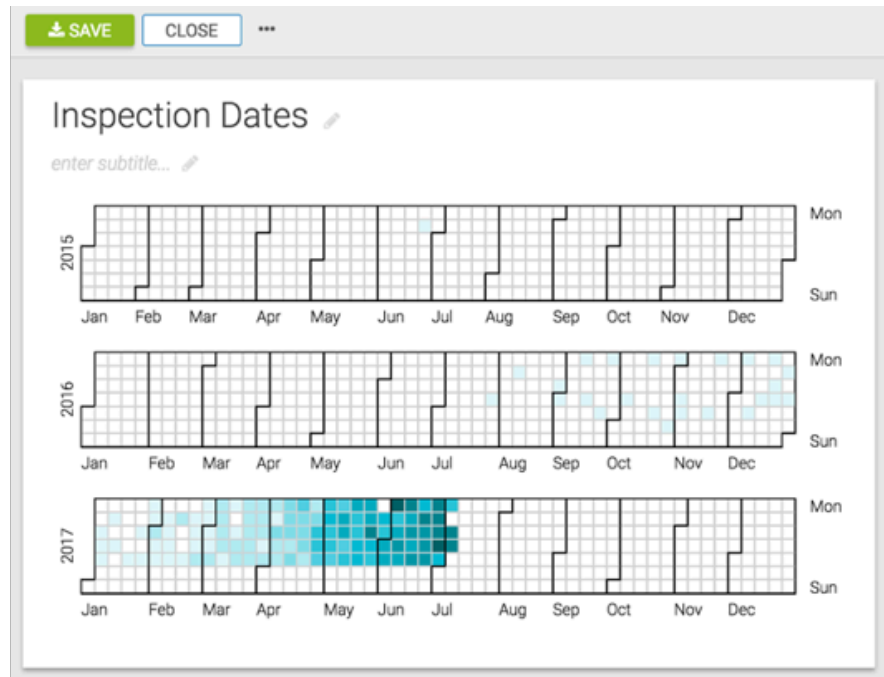 SAVE CLOSE ...
Inspection Dates
enter subtitle...
2015
Mon
Sun
Jan Feb Mar Apr May Jun Jul Aug Sep Oct Nov Dec
2016
Mon
Sun
Jan Feb Mar Apr May Jun Jul Aug Sep Oct Nov Dec
2017
Mon
Sun
Jan Feb Mar Apr May Jun Jul Aug Sep Oct Nov Dec